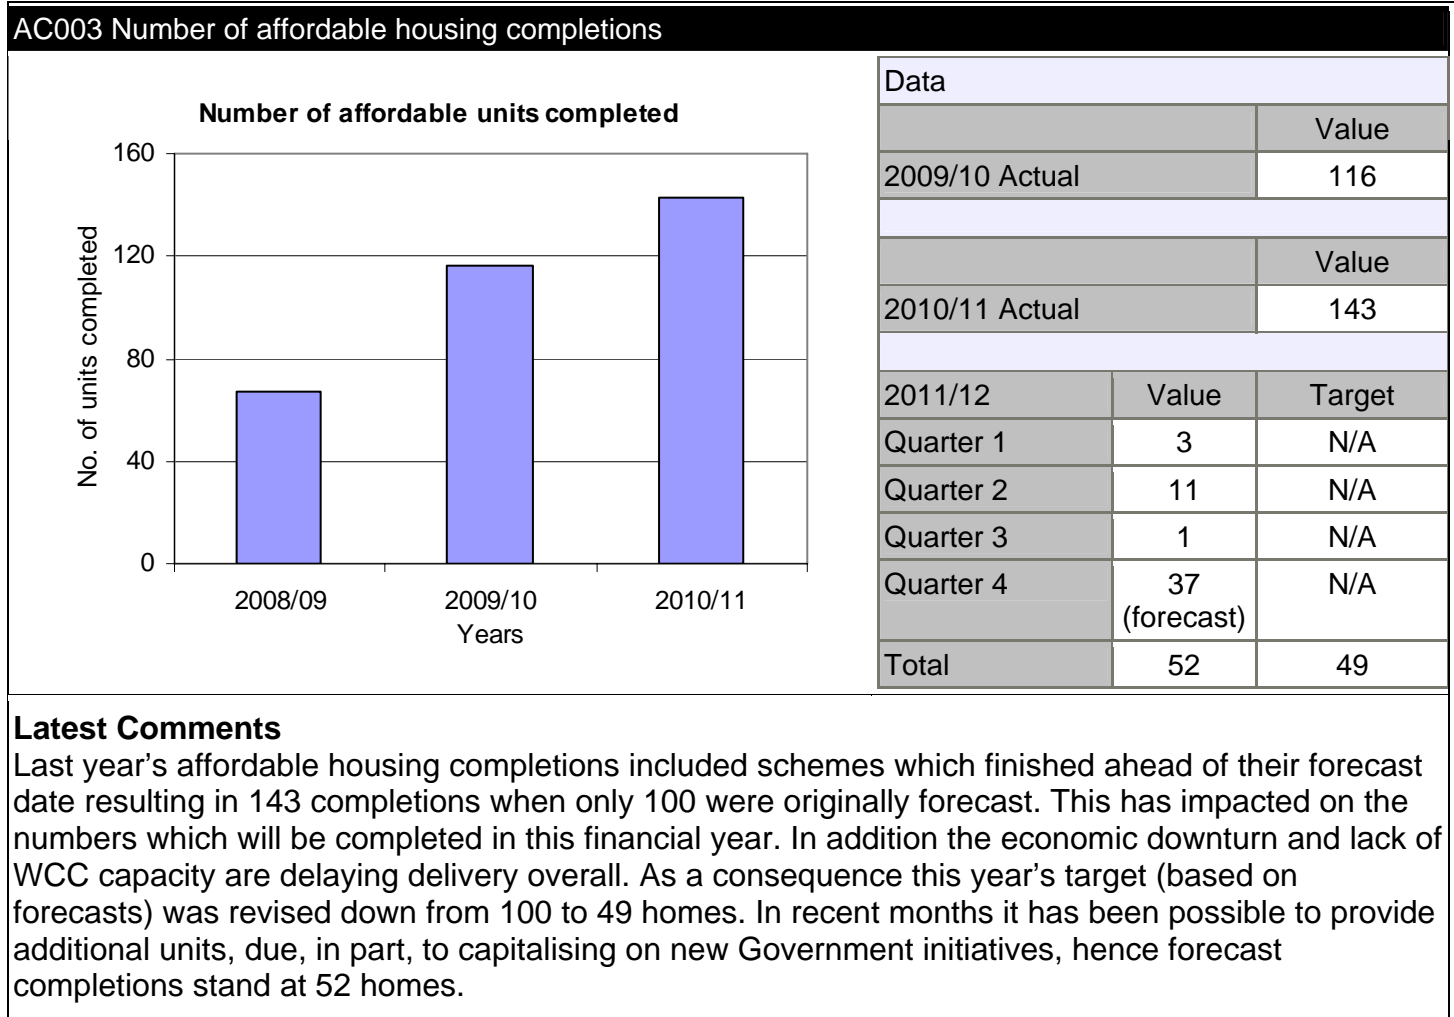 AC003 Number of affordable housing completions
Number of affordable units completed
No. of units completed
160
120
80
40
0
2008/09 2009/10 2010/11
Years
Data
Value
2009/10 Actual 116
Value
2010/11 Actual 143
2011/12 Value Target
Quarter 1 3 N/A
Quarter 2 11 N/A
Quarter 3 1 N/A
Quarter 4 37 N/A
(forecast)
Total 52 49
Latest Comments
Last year’s affordable housing completions included schemes which finished ahead of their forecast
date resulting in 143 completions when only 100 were originally forecast. This has impacted on the
numbers which will be completed in this financial year. In addition the economic downturn and lack of
WCC capacity are delaying delivery overall. As a consequence this year’s target (based on
forecasts) was revised down from 100 to 49 homes. In recent months it has been possible to provide
additional units, due, in part, to capitalising on new Government initiatives, hence forecast
completions stand at 52 homes.